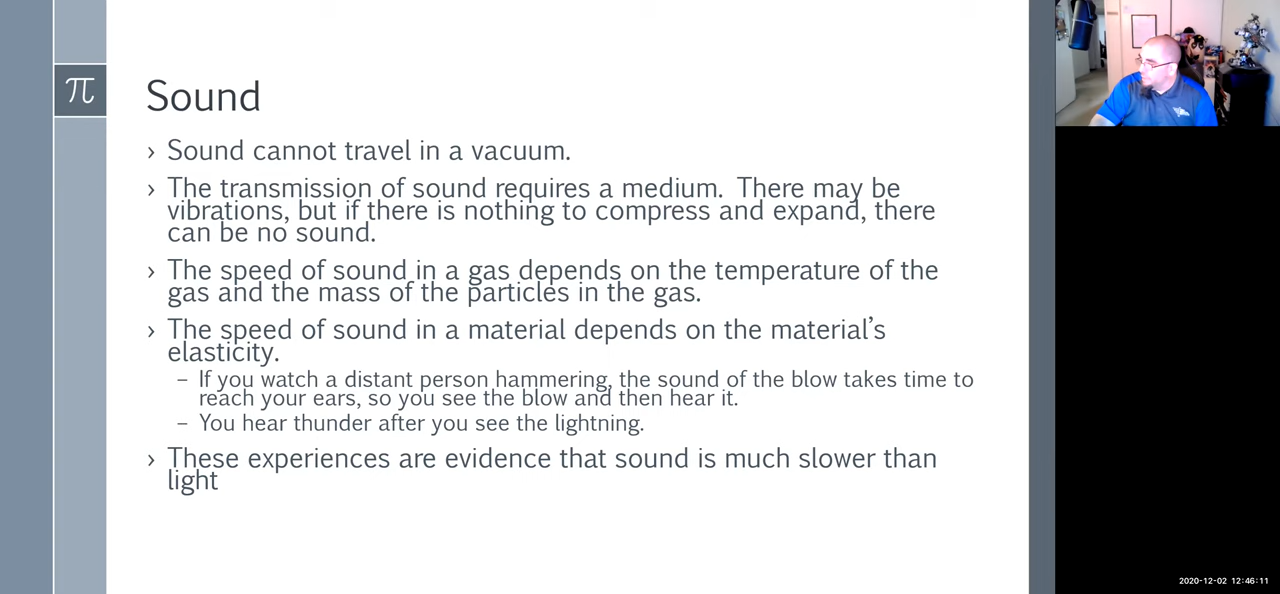 π
Sound
› Sound cannot travel in a vacuum.
› The transmission of sound requires a medium.  There may be
vibrations, but if there is nothing to compress and expand, there
can be no sound.
› The speed of sound in a gas depends on the temperature of the
gas and the mass of the particles in the gas.
› The speed of sound in a material depends on the material’s
elasticity.
– If you watch a distant person hammering, the sound of the blow takes time to
reach your ears, so you see the blow and then hear it.
– You hear thunder after you see the lightning.
› These experiences are evidence that sound is much slower than
light
2020-12-02 12:46:11